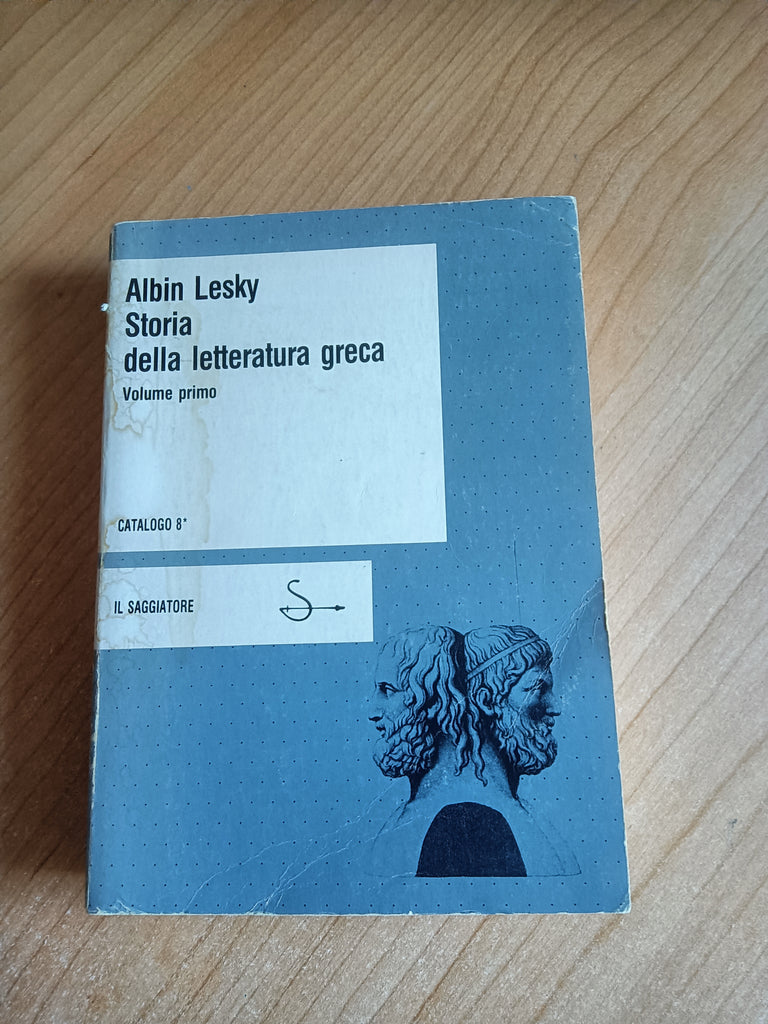 Albin Lesky
Storia
della letteratura greca
Volume primo
CATALOGO 8*
IL SAGGIATORE